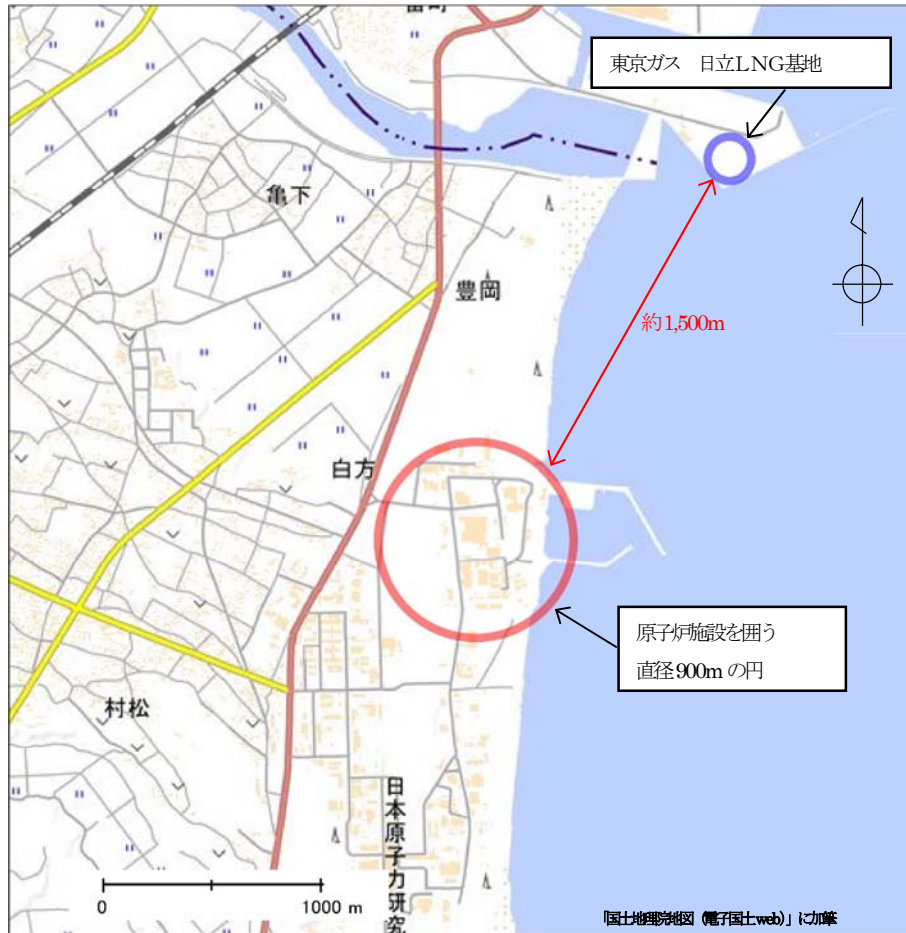 東京ガス 日立LNG基地
亀下
豊岡
約1,500m
白方
原子炉施設を囲う
直径900mの円
村松
日本原子力研究
0
1000 m
「国土地理院地図（電子国土web）」に加筆